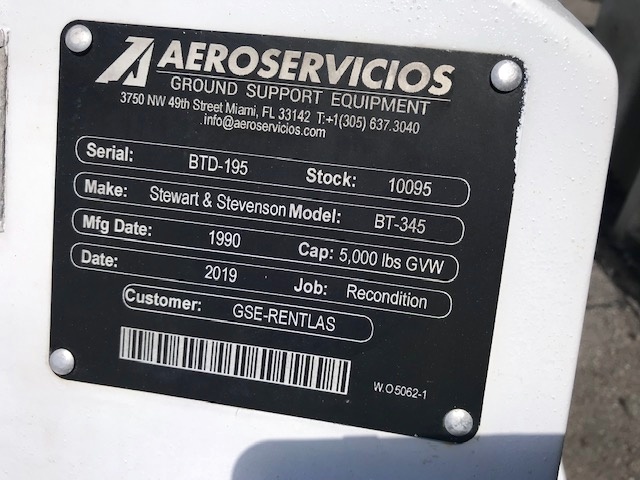 AEROSERVICIOS
GROUND SUPPORT EQUIPMENT
3750 NW 49th Street Miami, FL 33142 T:+1(305) 637.3040
.info@aeroservicios.com
Serial: BTD-195 Stock: 10095
Make: Stewart & Stevenson Model: BT-345
Mfg Date: 1990 Cap: 5,000 lbs GVW
Date: 2019 Job: Recondition
Customer: GSE-RENTLAS
W.O5062-1